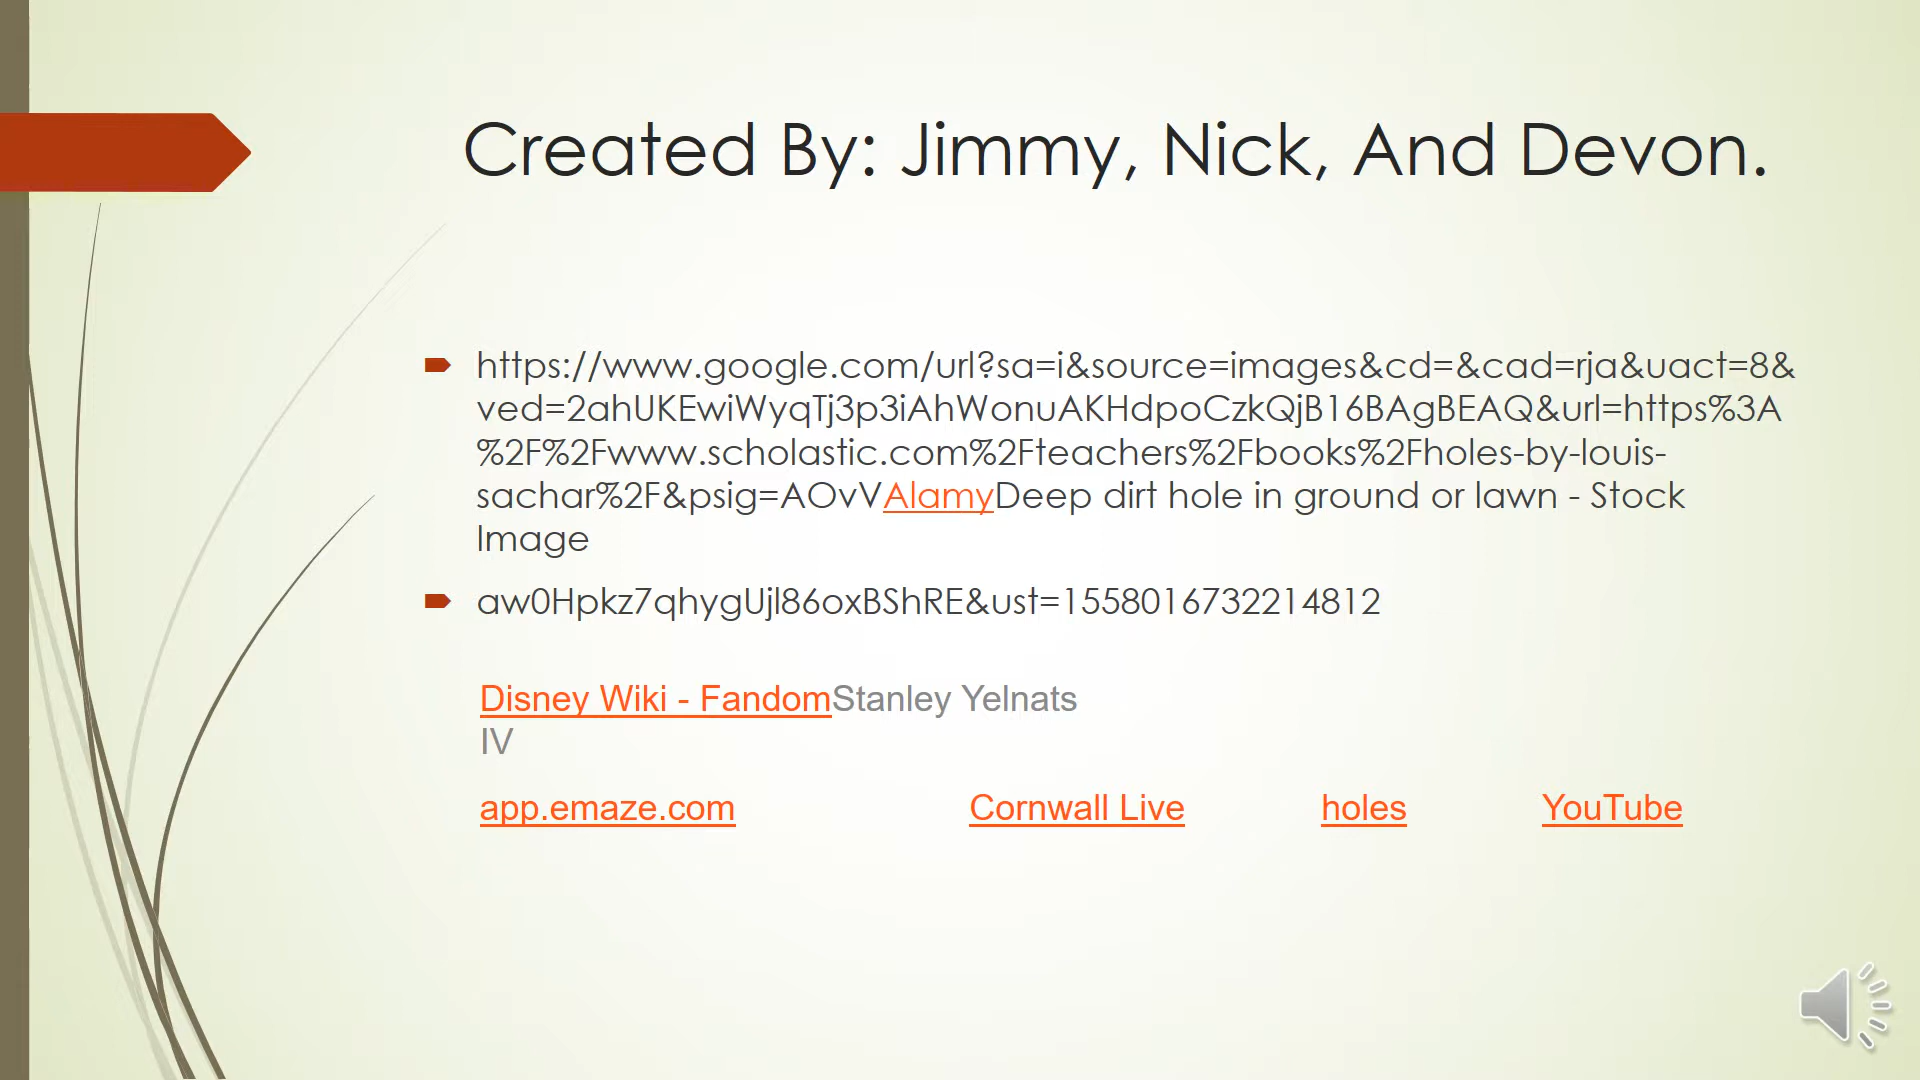 Created By: Jimmy, Nick, And Devon.
https://www.google.com/url?sa=i&source=images&cd=&cad=rja&uact=8&
ved=2ahUKEwiWyqTj3p3iAhWonuAKHdpoCzkQjB16BAgBEAQ&url=https%3A
%2F%2Fwww.scholastic.com%2Fteachers%2Fbooks%2Fholes-by-louis-
sachar%2F&psig=AOvVAlamyDeep dirt hole in ground or lawn - Stock
Image
aw0Hpkz7qhygUjl86oxBShRE&ust=1558016732214812
Disney Wiki - FandomStanley Yelnats
IV
app.emaze.com Cornwall Live holes YouTube